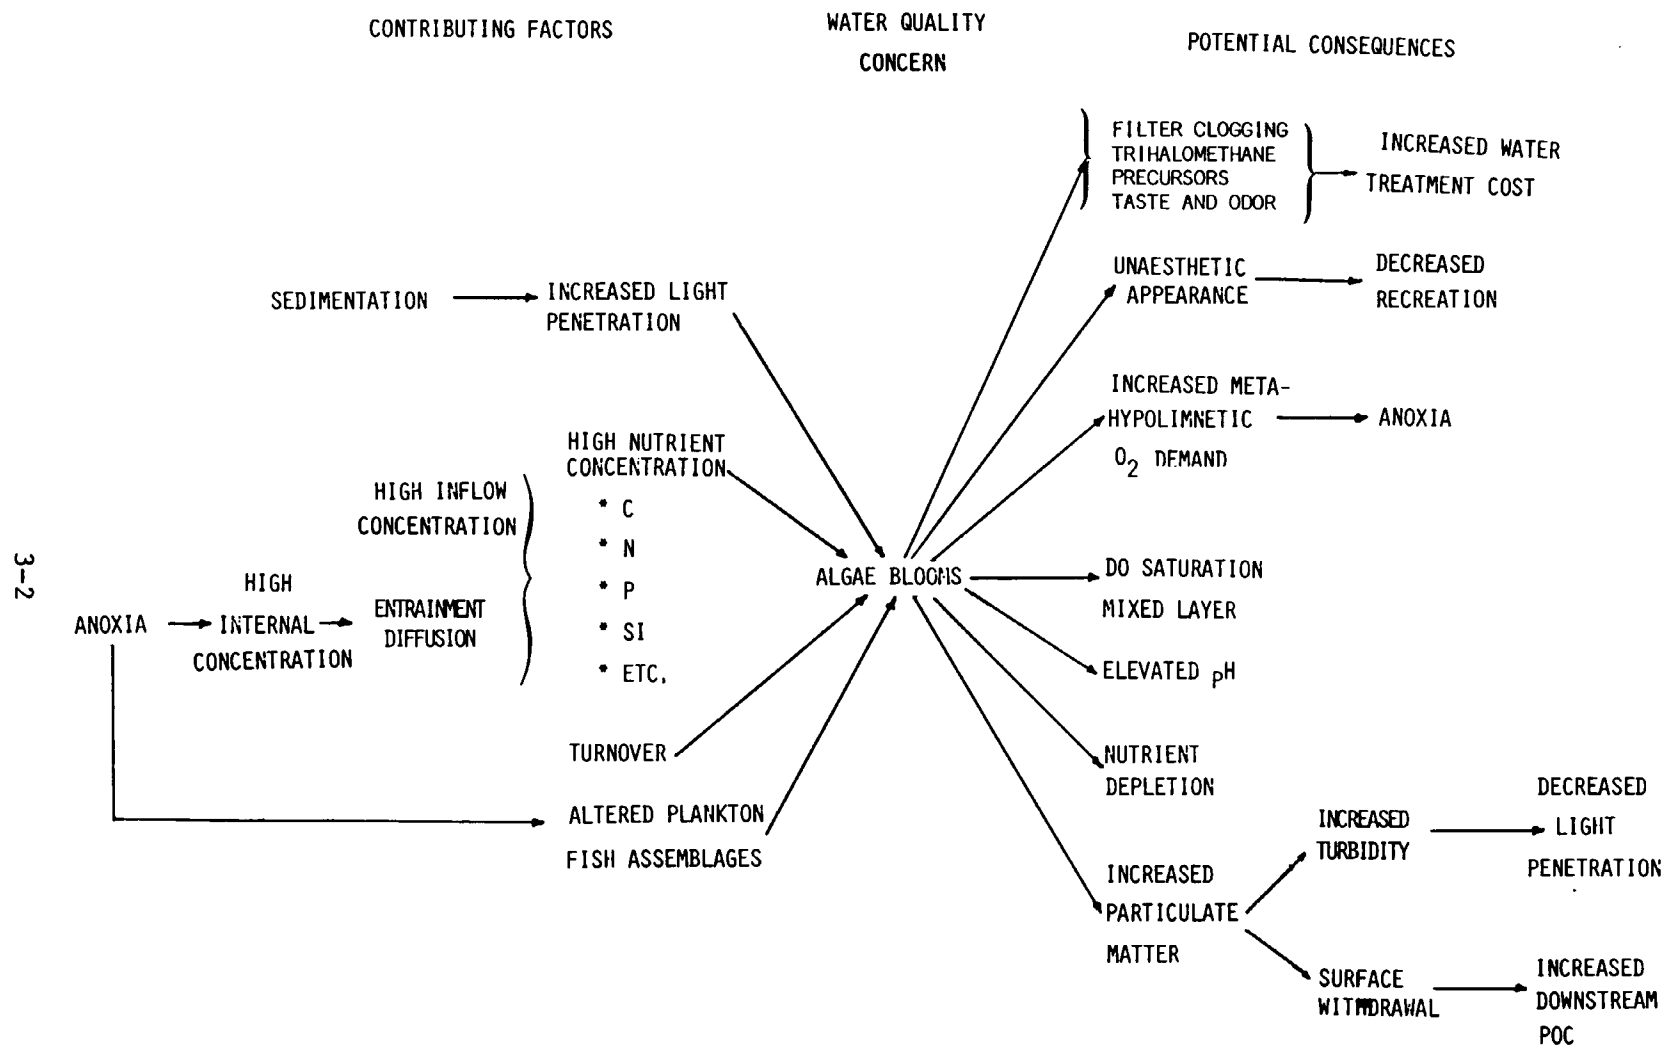 CONTRIBUTING FACTORS
WATER QUALITY
CONCERN
POTENTIAL CONSEQUENCES
FILTER CLOGGING
TRIHALOMETHANE
PRECURSORS
TASTE AND ODOR
INCREASED WATER
TREATMENT COST
UNAESTHETIC
APPEARANCE
DECREASED
RECREATION
SEDIMENTATION
INCREASED LIGHT
PENETRATION
INCREASED META-
HYPOLIMNETIC
O2 DEMAND
ANOXIA
HIGH NUTRIENT
CONCENTRATION
* C
* N
* P
* SI
* ETC.
HIGH INFLOW
CONCENTRATION
ANOXIA
HIGH
INTERNAL
CONCENTRATION
ENTRAINMENT
DIFFUSION
ALGAE BLOOMS
DO SATURATION
MIXED LAYER
ELEVATED pH
TURNOVER
NUTRIENT
DEPLETION
ALTERED PLANKTON
FISH ASSEMBLAGES
INCREASED
PARTICULATE
MATTER
INCREASED
TURBIDITY
DECREASED
LIGHT
PENETRATION
SURFACE
WITHDRAWAL
INCREASED
DOWNSTREAM
POC
3-2